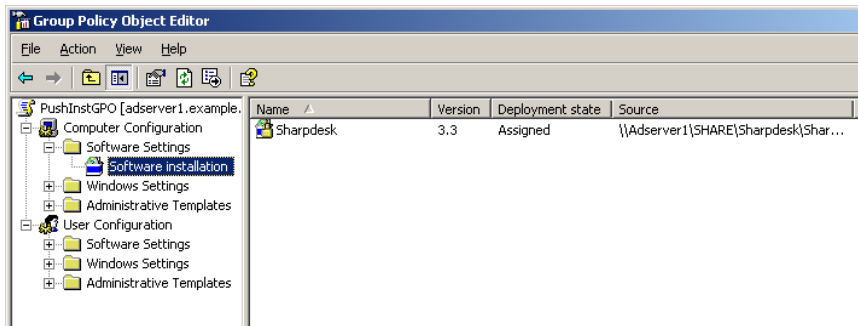 Group Policy Object Editor
File Action View Help
PushInstGPO [adserver1.example.
Computer Configuration
Software Settings
Software installation
Windows Settings
Administrative Templates
User Configuration
Software Settings
Windows Settings
Administrative Templates
Name Version Deployment state Source
Sharpdesk 3.3 Assigned \\Adserver1\SHARE\Sharpdesk\Shar...